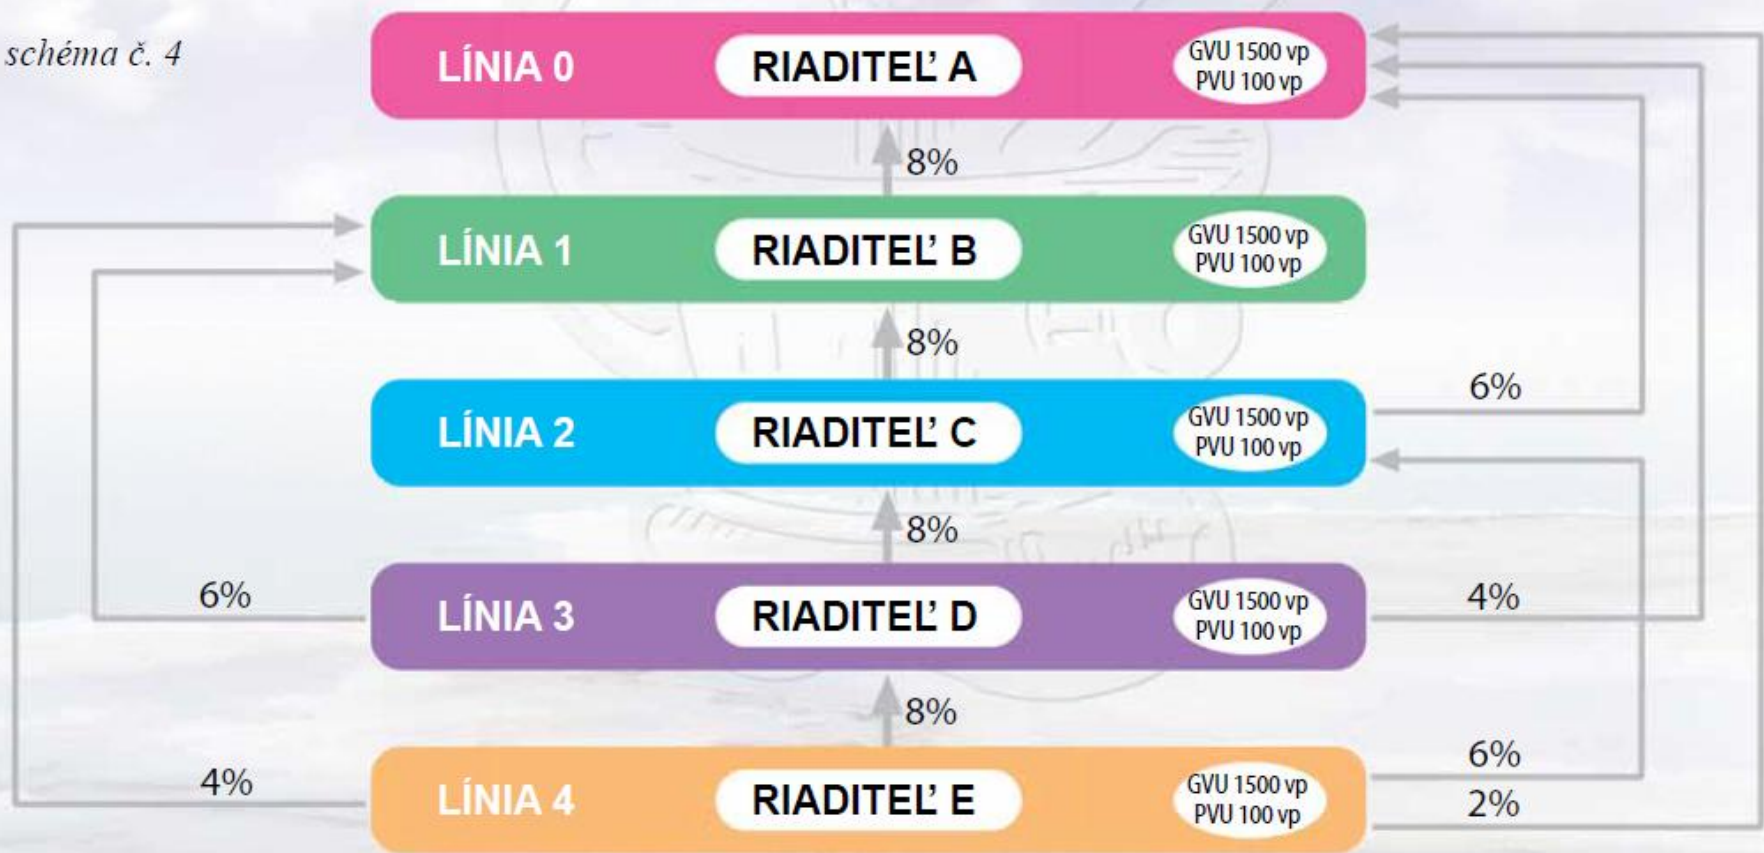 schéma č. 4
LÍNIA 0 RIADITEĽ A GVU 1500 vp
PVU 100 vp
8%
LÍNIA 1 RIADITEĽ B GVU 1500 vp
PVU 100 vp
8%
LÍNIA 2 RIADITEĽ C GVU 1500 vp
PVU 100 vp
6%
8%
6%
LÍNIA 3 RIADITEĽ D GVU 1500 vp
PVU 100 vp
4%
8%
4%
LÍNIA 4 RIADITEĽ E GVU 1500 vp
PVU 100 vp
6%
2%